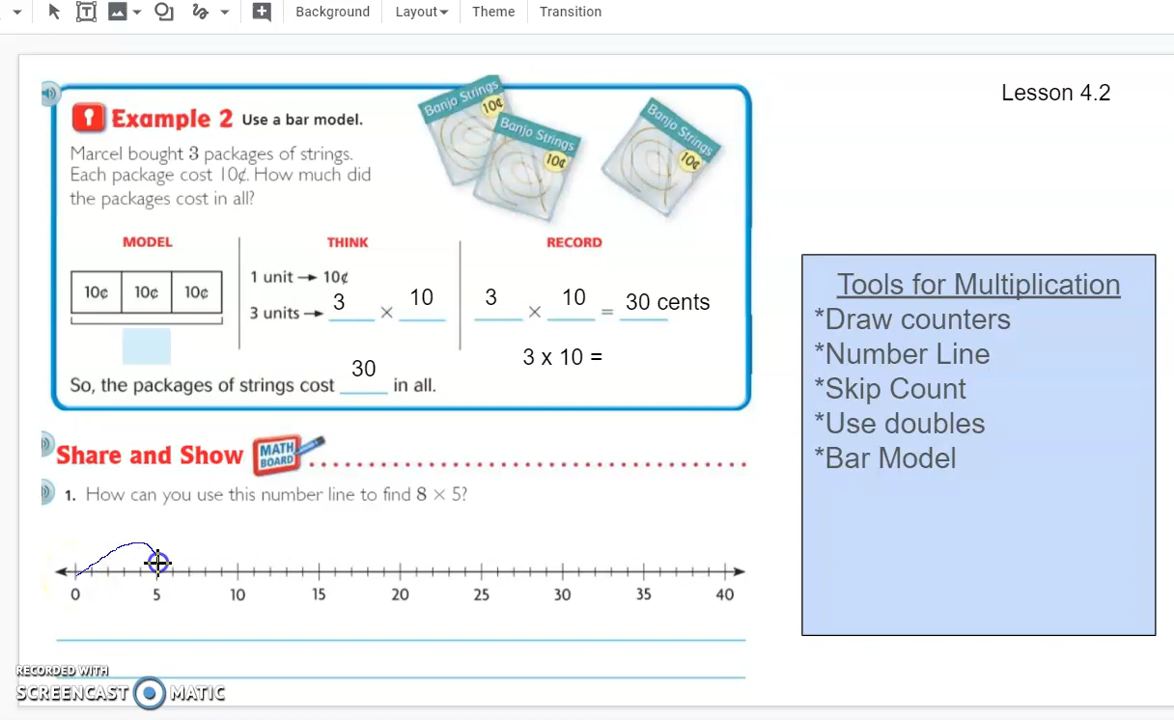 Background Layout Theme Transition
Lesson 4.2
Example 2 Use a bar model.
Marcel bought 3 packages of strings.
Each package cost 10¢. How much did
the packages cost in all?
Banjo Strings
10¢
Banjo Strings
10¢
Banjo Strings
10¢
MODEL
10¢ 10¢ 10¢
THINK
1 unit → 10¢
3 units → 3 × 10
RECORD
3 × 10 = 30 cents
3 x 10 =
So, the packages of strings cost 30 in all.
Tools for Multiplication
*Draw counters
*Number Line
*Skip Count
*Use doubles
*Bar Model
Share and Show MATH BOARD
1. How can you use this number line to find 8 × 5?
0 5 10 15 20 25 30 35 40
RECORDED WITH
SCREENCAST MATIC